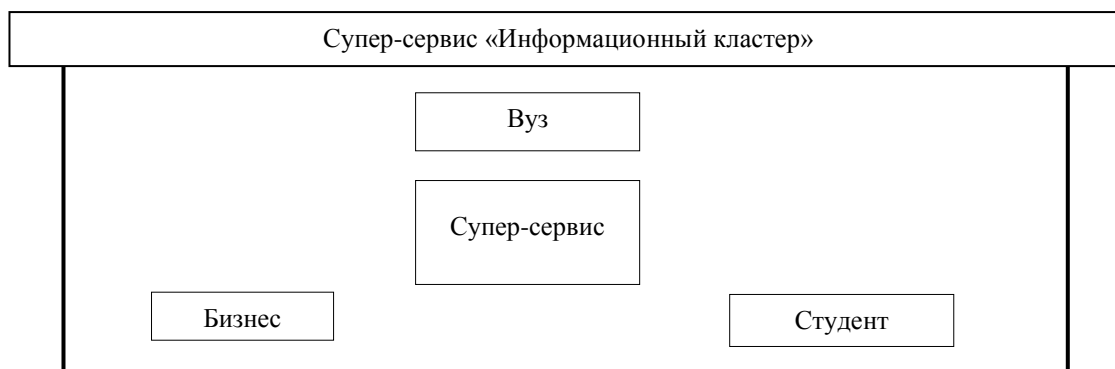 Супер-сервис «Информационный кластер»
Вуз
Супер-сервис
Бизнес
Студент